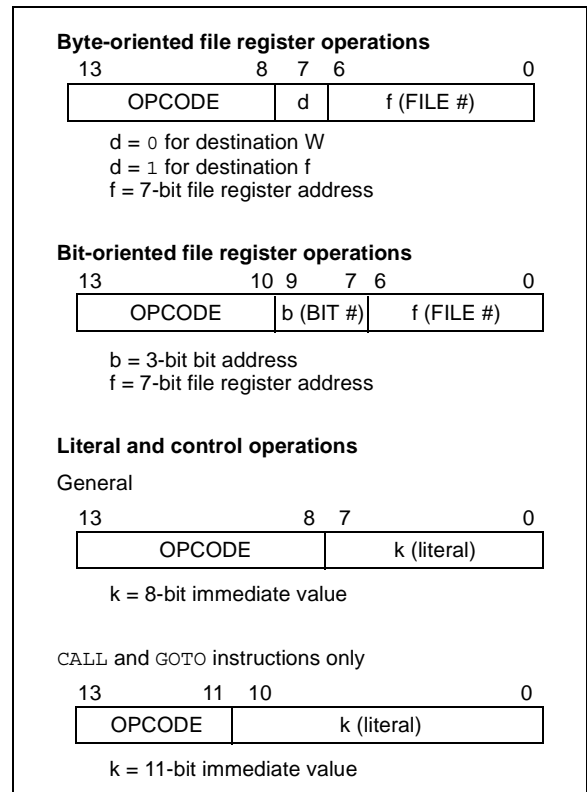 Byte-oriented file register operations
13 8 7 6 0
OPCODE d f (FILE #)
d = 0 for destination W
d = 1 for destination f
f = 7-bit file register address
Bit-oriented file register operations
13 10 9 7 6 0
OPCODE b (BIT #) f (FILE #)
b = 3-bit bit address
f = 7-bit file register address
Literal and control operations
General
13 8 7 0
OPCODE k (literal)
k = 8-bit immediate value
CALL and GOTO instructions only
13 11 10 0
OPCODE k (literal)
k = 11-bit immediate value